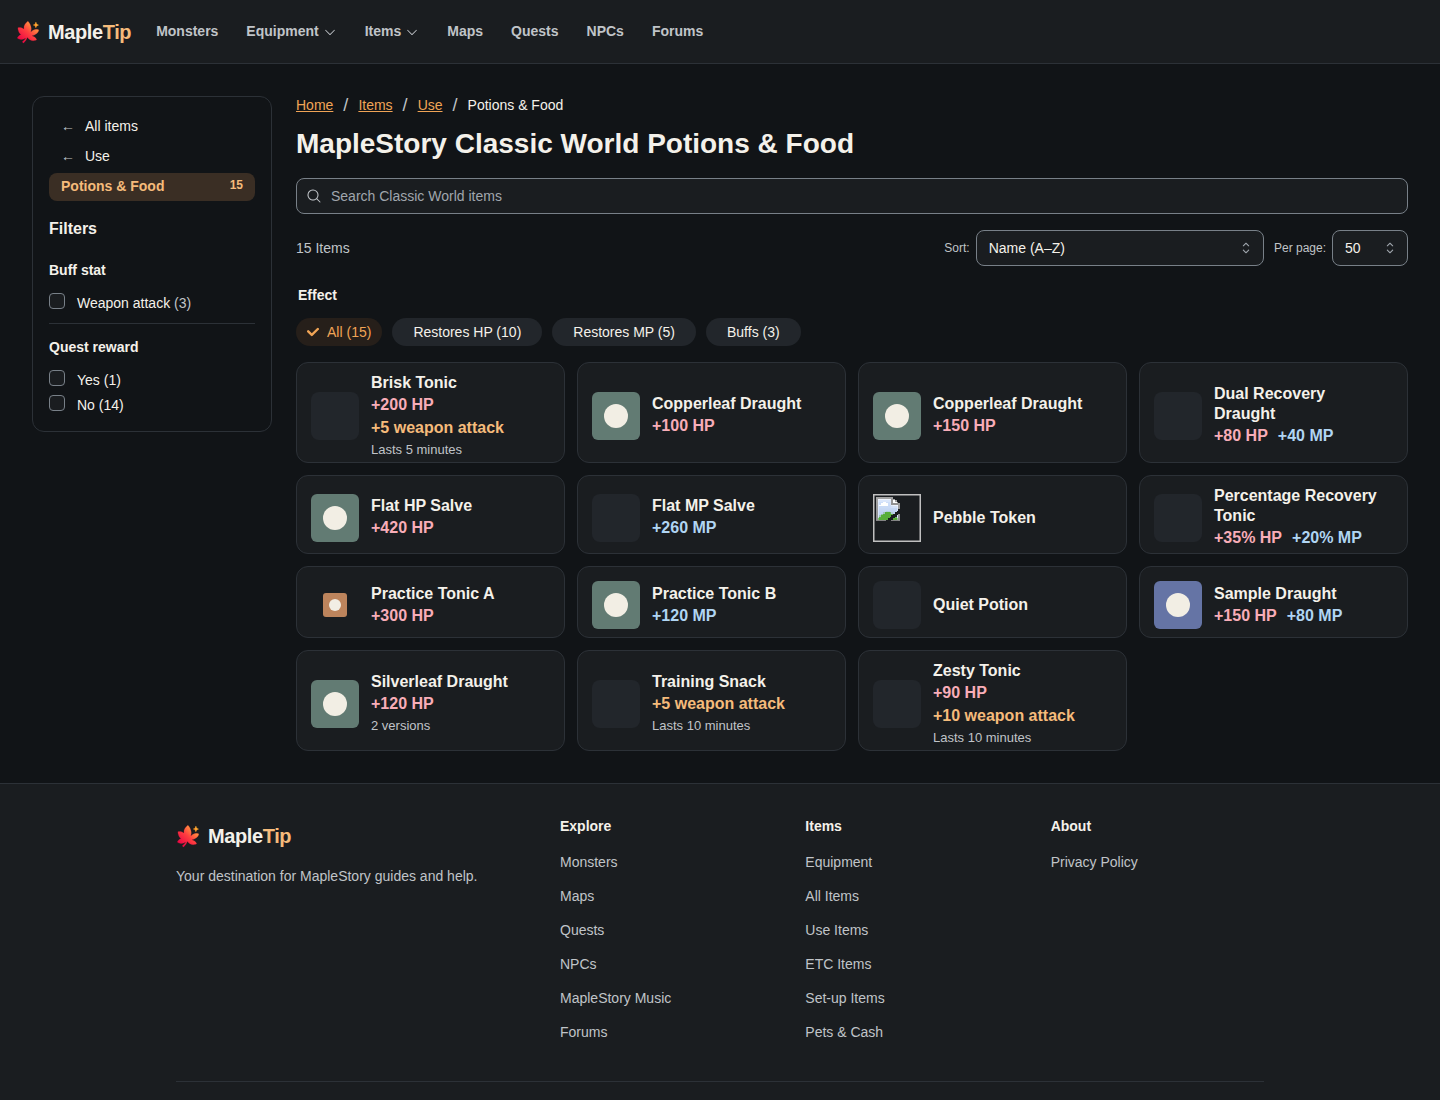 MapleTip
Monsters
Equipment
Items
Maps
Quests
NPCs
Forums
← All items
← Use
Potions & Food 15
Filters
Buff stat
Weapon attack (3)
Quest reward
Yes (1)
No (14)
Home / Items / Use / Potions & Food
MapleStory Classic World Potions & Food
Search Classic World items
15 Items
Sort: Name (A–Z)
Per page: 50
Effect
All (15)
Restores HP (10)
Restores MP (5)
Buffs (3)
Brisk Tonic
+200 HP
+5 weapon attack
Lasts 5 minutes
Copperleaf Draught
+100 HP
Copperleaf Draught
+150 HP
Dual Recovery
Draught
+80 HP +40 MP
Flat HP Salve
+420 HP
Flat MP Salve
+260 MP
Pebble Token
Percentage Recovery
Tonic
+35% HP +20% MP
Practice Tonic A
+300 HP
Practice Tonic B
+120 MP
Quiet Potion
Sample Draught
+150 HP +80 MP
Silverleaf Draught
+120 HP
2 versions
Training Snack
+5 weapon attack
Lasts 10 minutes
Zesty Tonic
+90 HP
+10 weapon attack
Lasts 10 minutes
MapleTip
Your destination for MapleStory guides and help.
Explore
Monsters
Maps
Quests
NPCs
MapleStory Music
Forums
Items
Equipment
All Items
Use Items
ETC Items
Set-up Items
Pets & Cash
About
Privacy Policy